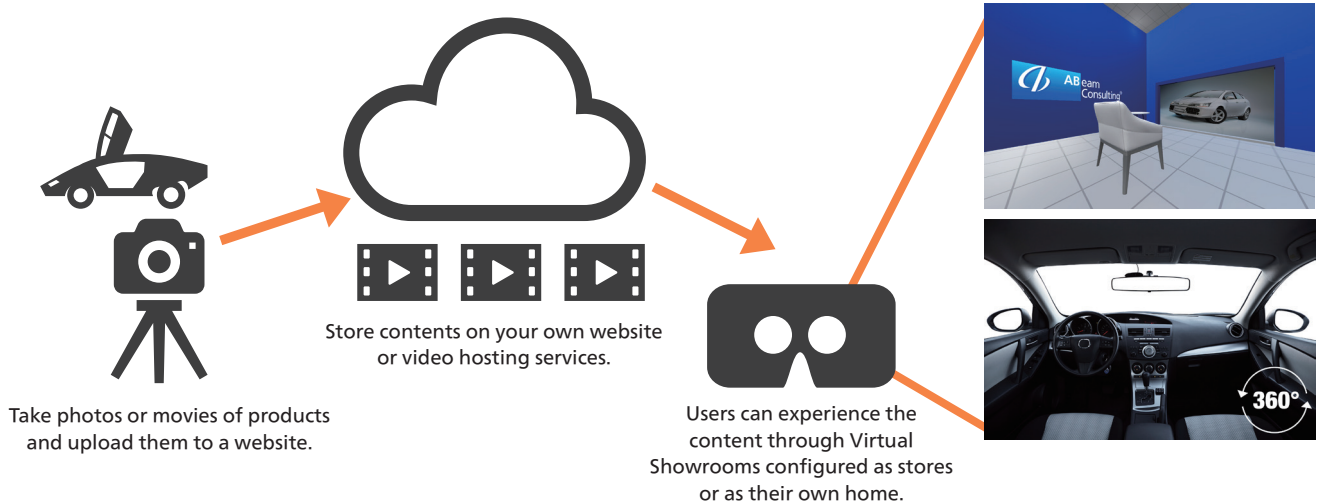 Take photos or movies of products
and upload them to a website.
Store contents on your own website
or video hosting services.
Users can experience the
content through Virtual
Showrooms configured as stores
or as their own home.
ABeam
Consulting®
360°